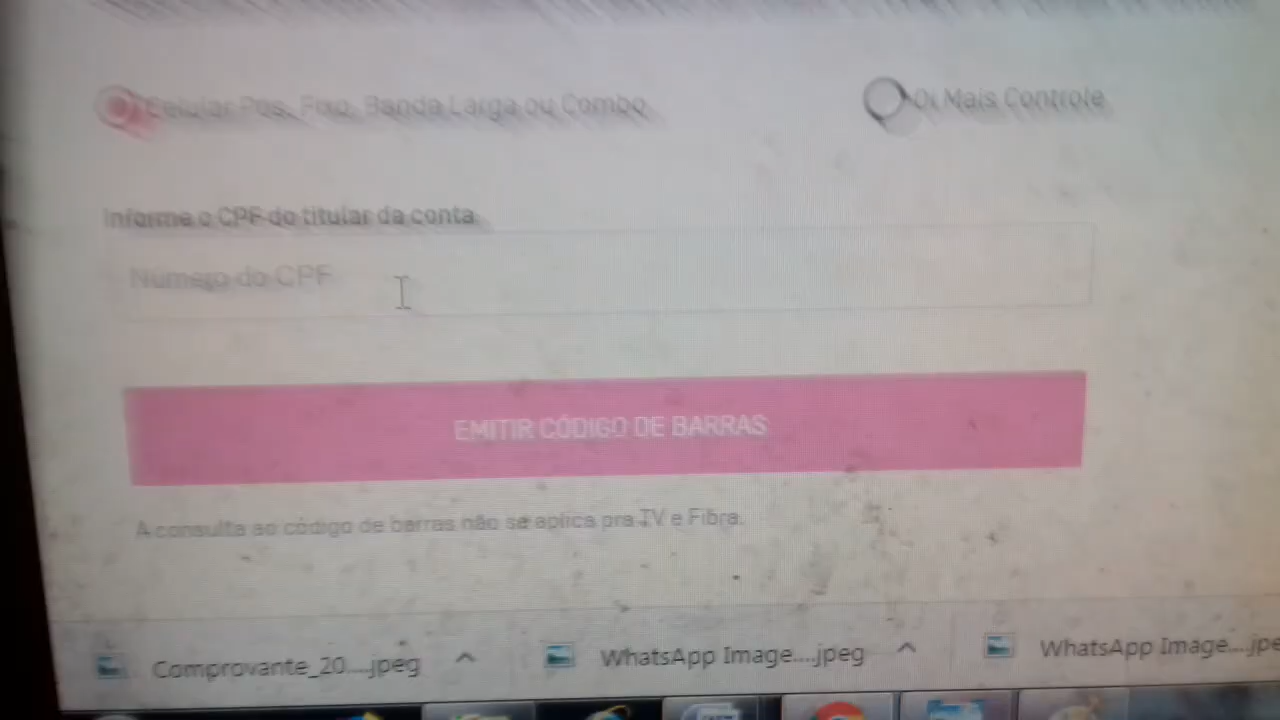 Celular Pós, Fixo, Banda Larga ou Combo
Oi Mais Controle
Informe o CPF do titular da conta
Número do CPF
EMITIR CÓDIGO DE BARRAS
A consulta ao código de barras não se aplica pra TV e Fibra.
Comprovante_20....jpeg
WhatsApp Image....jpeg
WhatsApp Image....jpe